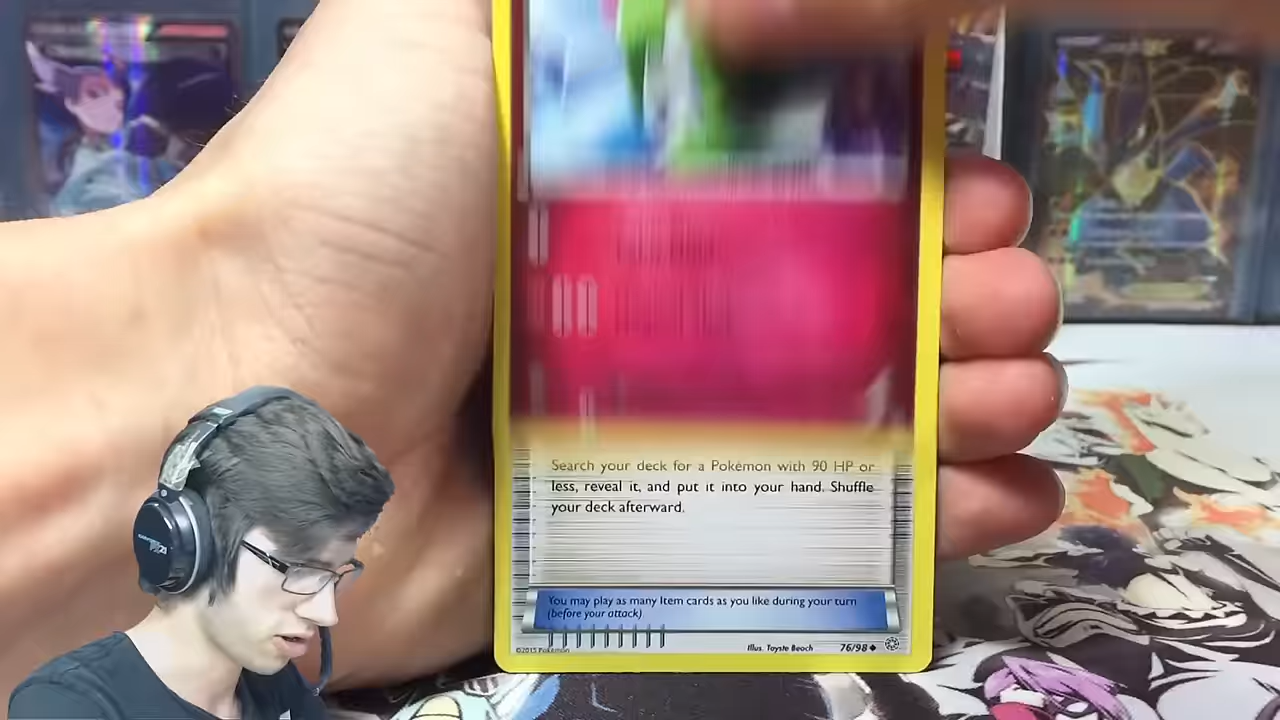 Search your deck for a Pokémon with 90 HP or
less, reveal it, and put it into your hand. Shuffle
your deck afterward.
You may play as many Item cards as you like during your turn
(before your attack)
©2015 Pokémon
Illus. Toyste Beach
76/98